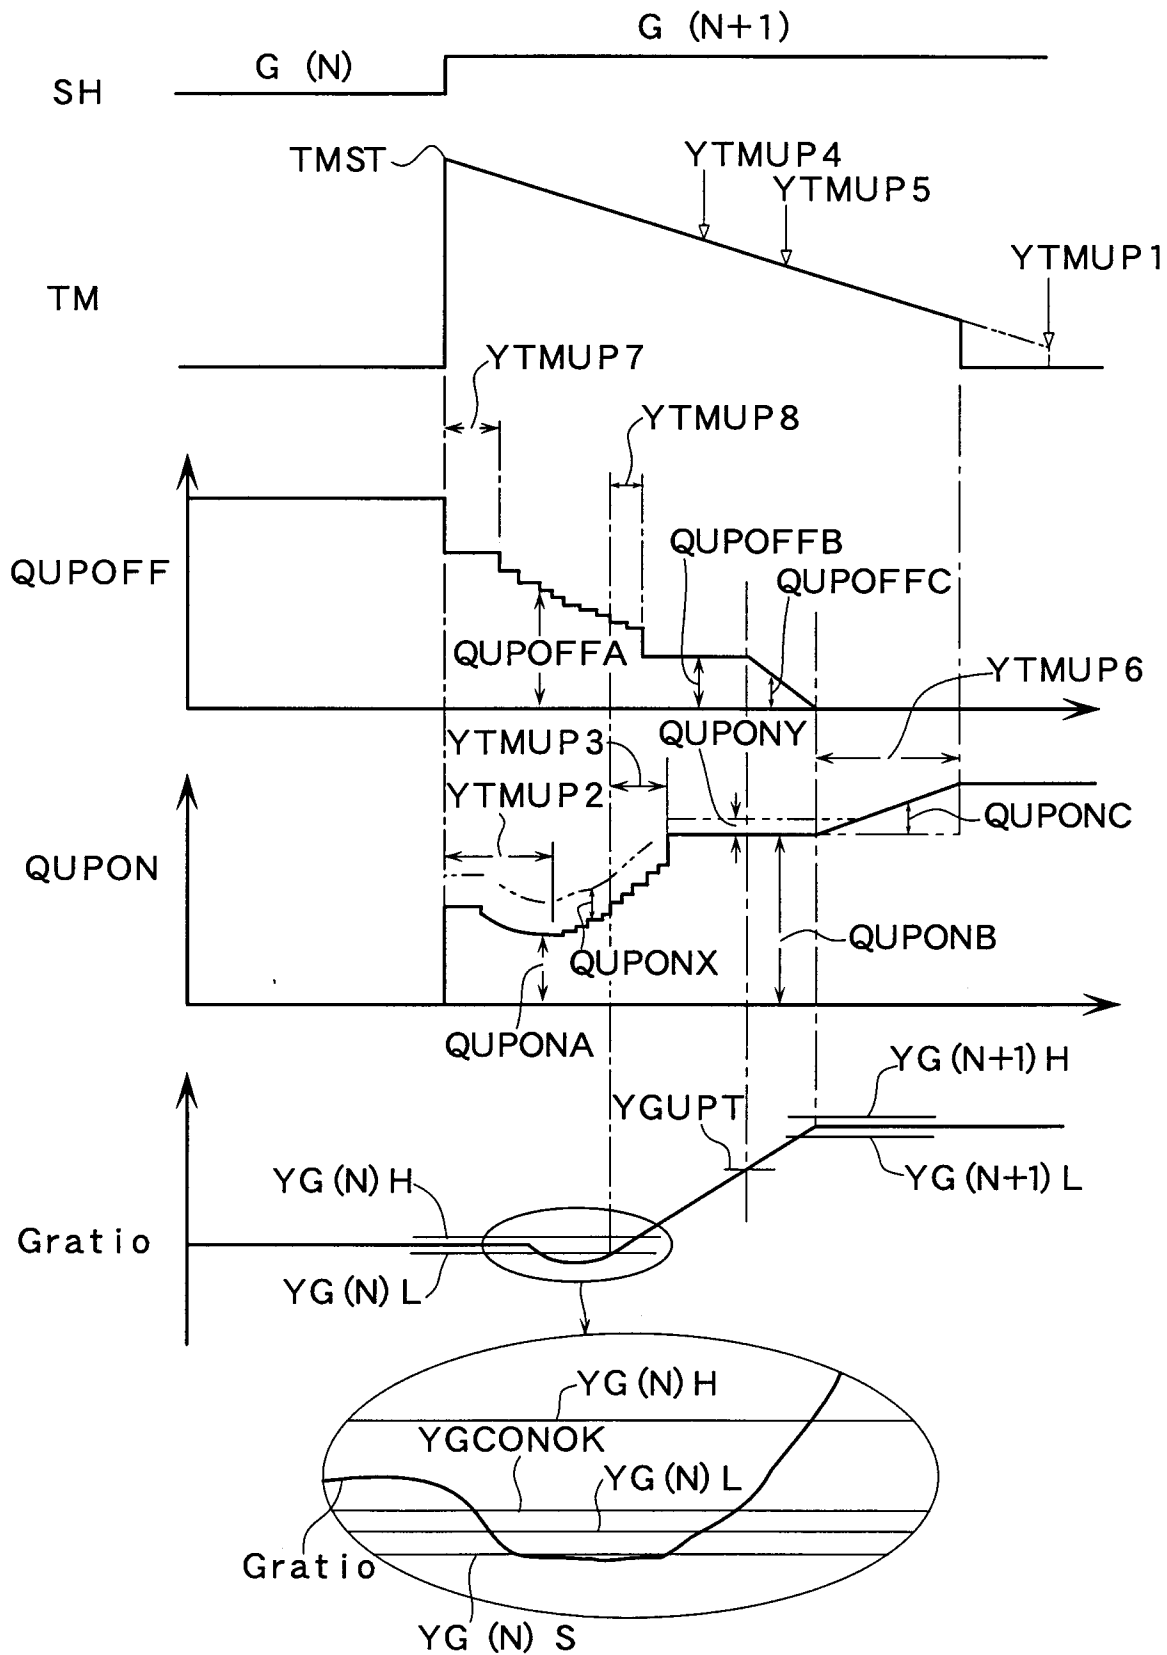 G (N+1)
G (N)
SH
TMST
YTMUP4
YTMUP5
YTMUP1
TM
YTMUP7
YTMUP8
QUPOFFB
QUPOFF
QUPOFFC
QUPOFFA
YTMUP6
QUPONY
YTMUP3
YTMUP2
QUPONC
QUPON
QUPONB
QUPONX
QUPONA
YG (N+1) H
YGUPT
YG (N) H
YG (N+1) L
Gratio
YG (N) L
YG (N) H
YGCONOK
YG (N) L
Gratio
YG (N) S